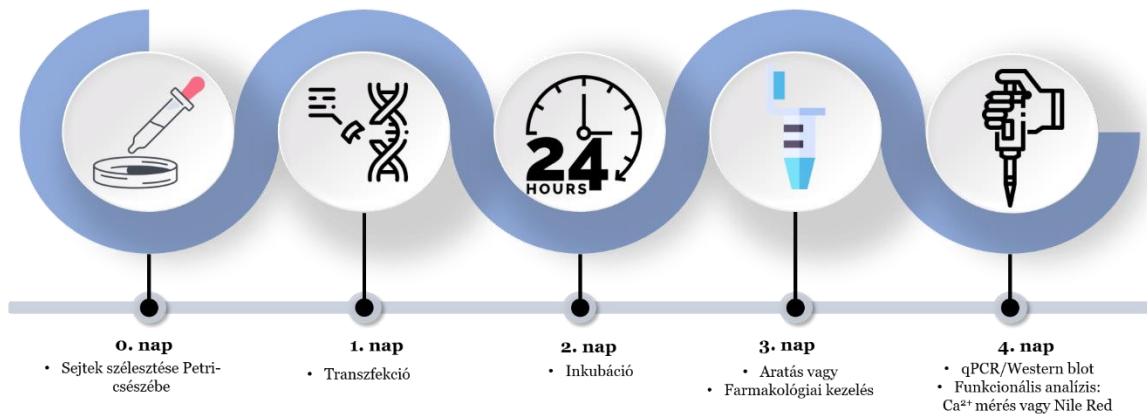 24
HOURS
0. nap
• Sejtek szélesztése Petri-
csészébe
1. nap
• Transzfekció
2. nap
• Inkubáció
3. nap
• Aratás vagy
• Farmakológiai kezelés
4. nap
• qPCR/Western blot
• Funkcionális analízis:
Ca²⁺ mérés vagy Nile Red